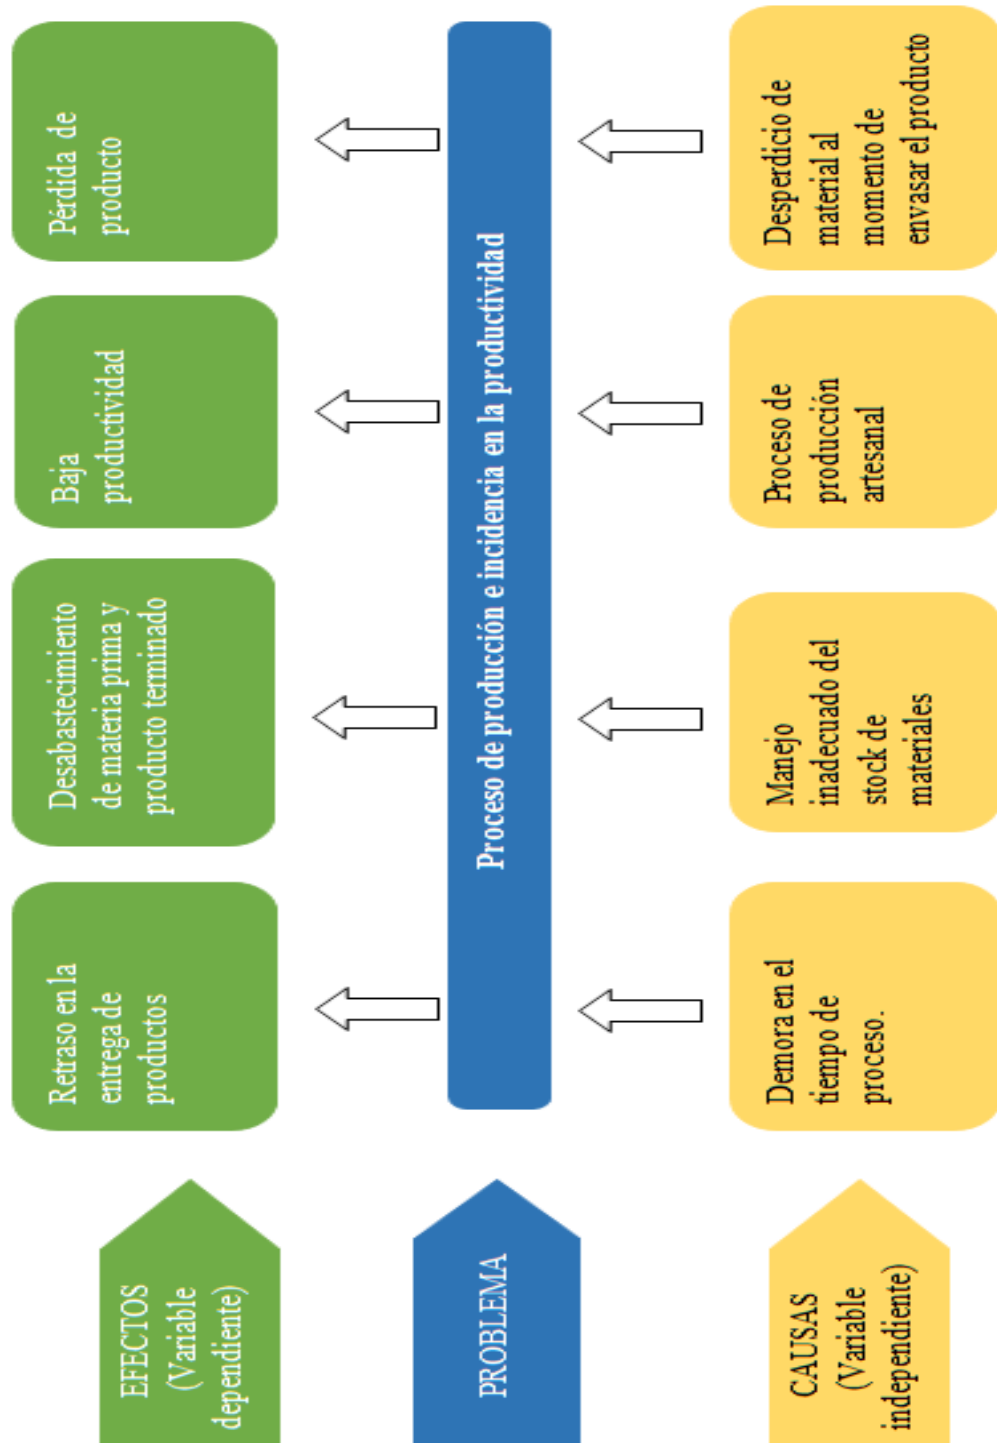 EFECTOS
(Variable
dependiente)
Retraso en la
entrega de
productos
Desabastecimiento
de materia prima y
producto terminado
Baja
productividad
Pérdida de
producto
PROBLEMA
Proceso de producción e incidencia en la productividad
CAUSAS
(Variable
independiente)
Demora en el
tiempo de
proceso.
Manejo
inadecuado del
stock de
materiales
Proceso de
producción
artesanal
Desperdicio de
material al
momento de
envasar el producto